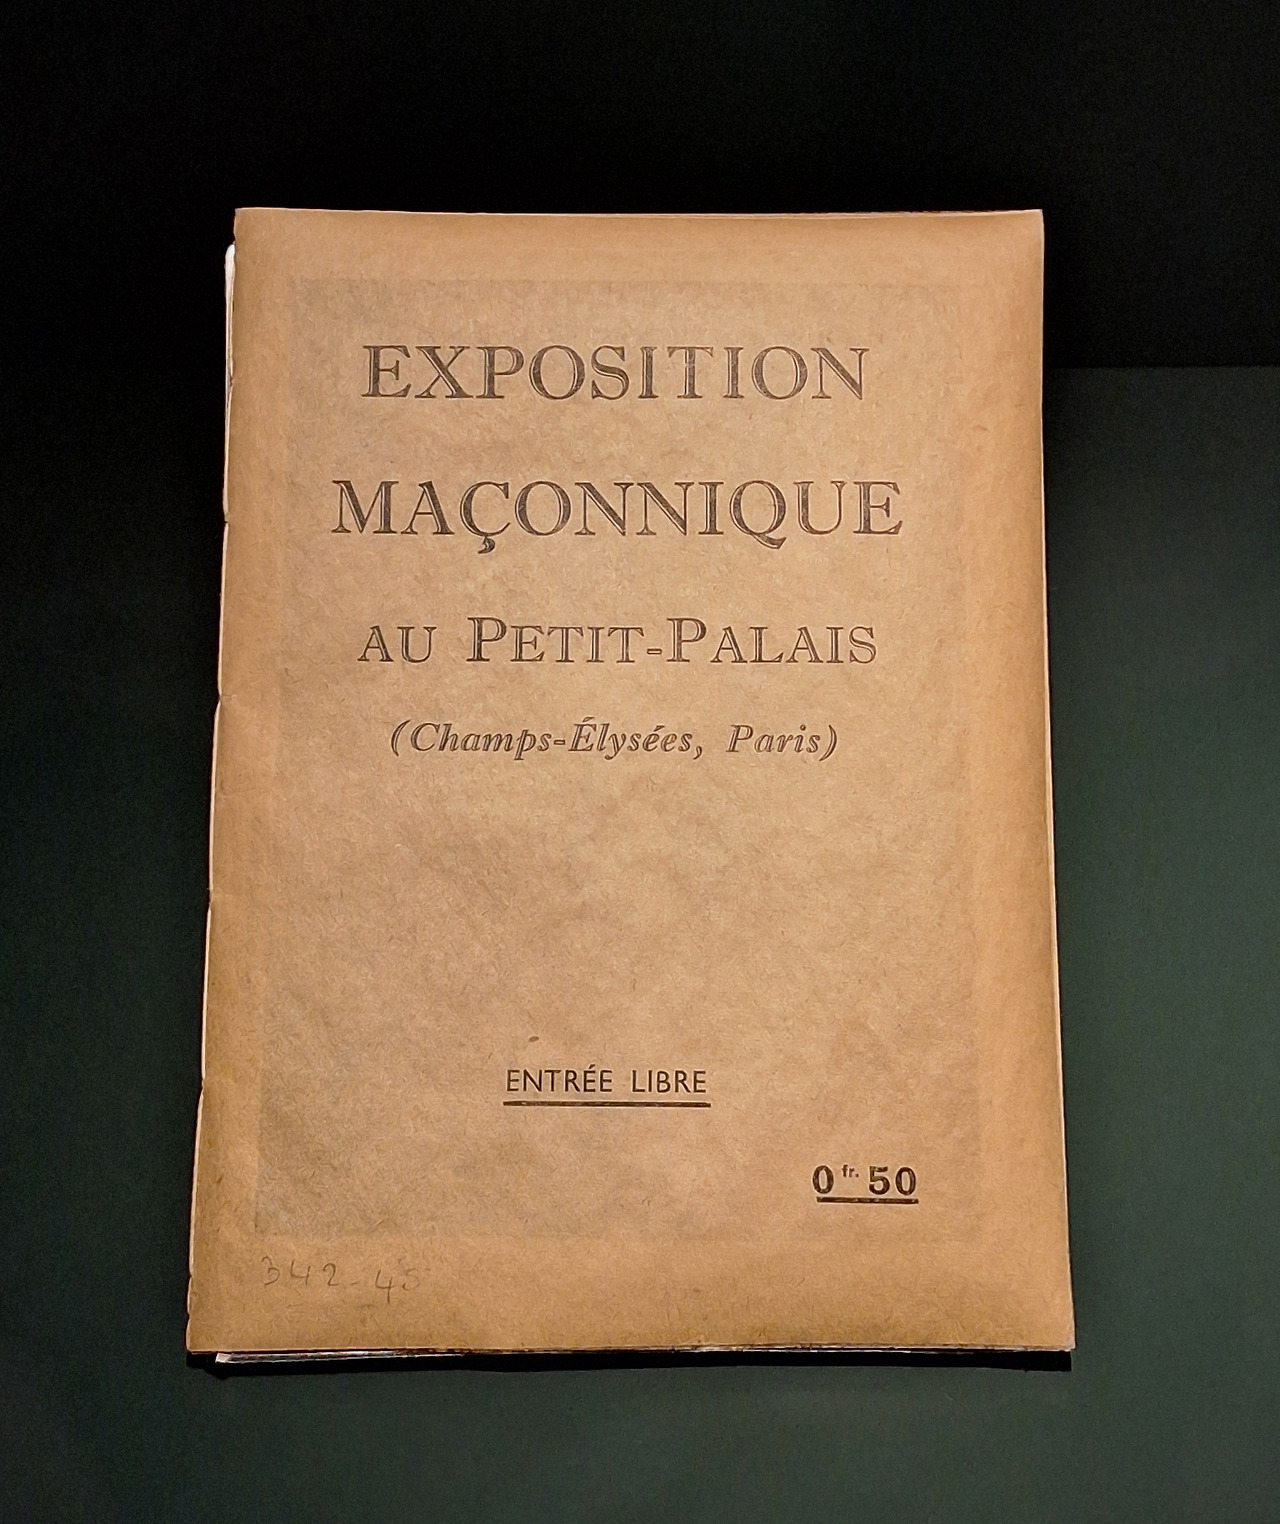 EXPOSITION
MAÇONNIQUE
AU PETIT-PALAIS
(Champs-Élysées, Paris)
ENTRÉE LIBRE
0 fr. 50
342-45